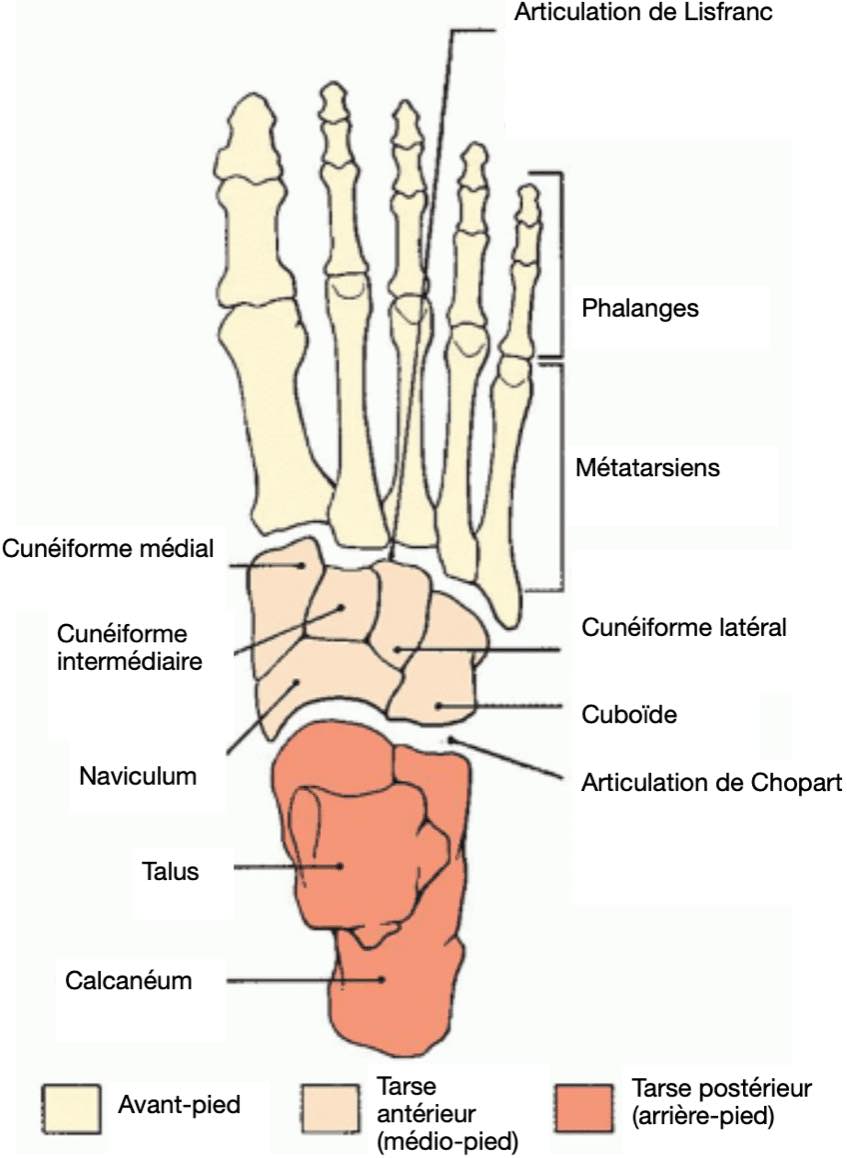 Articulation de Lisfranc
Phalanges
Métatarsiens
Cunéiforme médial
Cunéiforme
intermédiaire
Cunéiforme latéral
Cuboïde
Naviculum
Articulation de Chopart
Talus
Calcanéum
Avant-pied
Tarse
antérieur
(médio-pied)
Tarse postérieur
(arrière-pied)